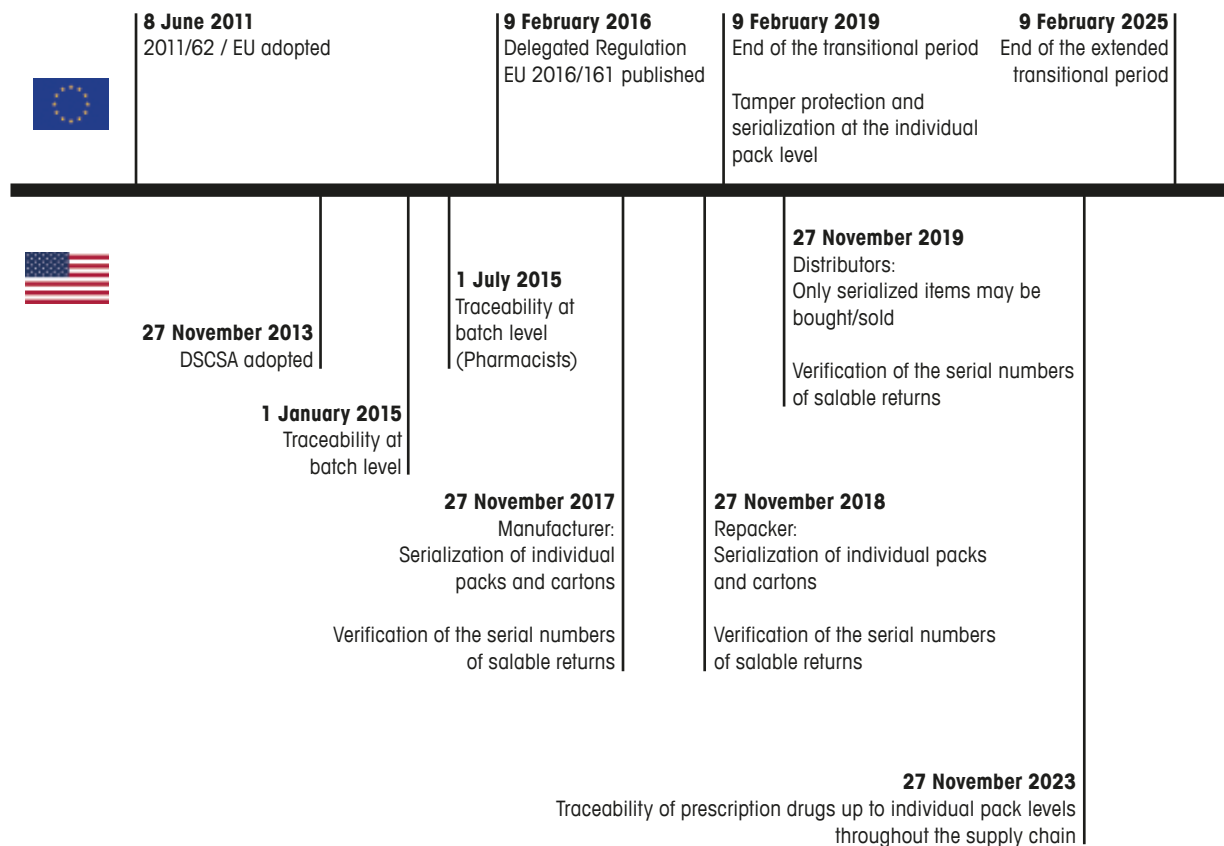 8 June 2011
2011/62 / EU adopted
9 February 2016
Delegated Regulation
EU 2016/161 published
9 February 2019
End of the transitional period
Tamper protection and
serialization at the individual
pack level
9 February 2025
End of the extended
transitional period
27 November 2013
DSCSA adopted
1 January 2015
Traceability at
batch level
1 July 2015
Traceability at
batch level
(Pharmacists)
27 November 2017
Manufacturer:
Serialization of individual
packs and cartons
Verification of the serial numbers
of salable returns
27 November 2018
Repacker:
Serialization of individual packs
and cartons
Verification of the serial numbers
of salable returns
27 November 2019
Distributors:
Only serialized items may be
bought/sold
Verification of the serial numbers
of salable returns
27 November 2023
Traceability of prescription drugs up to individual pack levels
throughout the supply chain